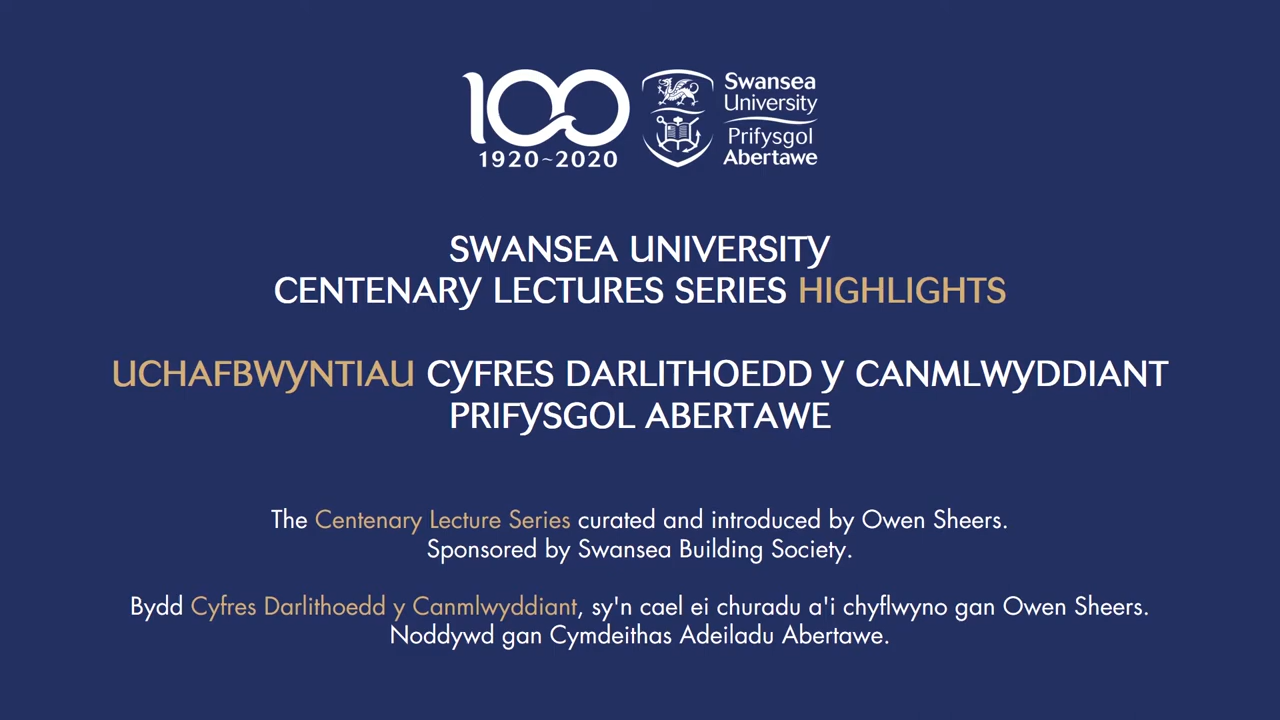 100
1920~2020
Swansea
University
Prifysgol
Abertawe
SWANSEA UNIVERSITY
CENTENARY LECTURES SERIES HIGHLIGHTS
UCHAFBWYNTIAU CYFRES DARLITHOEDD Y CANMLWYDDIANT
PRIFYSGOL ABERTAWE
The Centenary Lecture Series curated and introduced by Owen Sheers.
Sponsored by Swansea Building Society.
Bydd Cyfres Darlithoedd y Canmlwyddiant, sy'n cael ei churadu a'i chyflwyno gan Owen Sheers.
Noddywd gan Cymdeithas Adeiladu Abertawe.